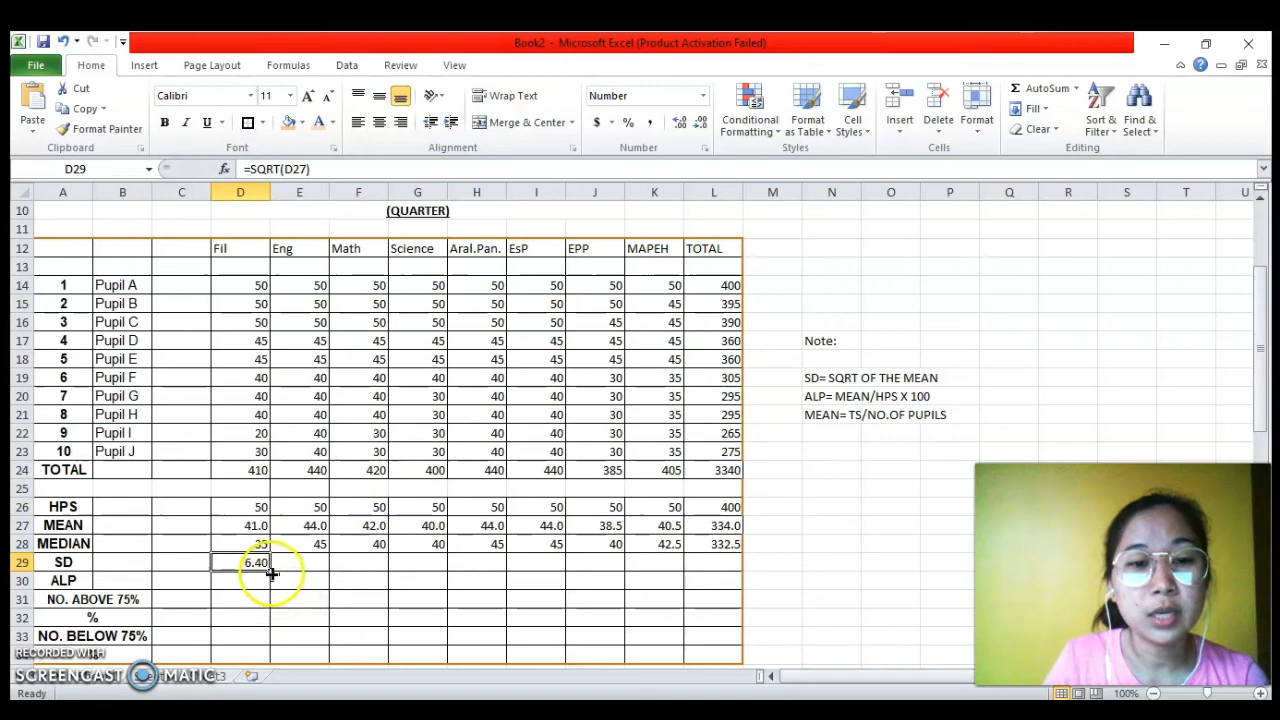 Book2 - Microsoft Excel (Product Activation Failed)
File Home Insert Page Layout Formulas Data Review View
Cut
Copy
Format Painter
Paste
Calibri 11
B I U
Wrap Text
Merge & Center
Number
$ % ,
Conditional Formatting
Format as Table
Cell Styles
Insert Delete Format
AutoSum
Fill
Clear
Sort & Filter
Find & Select
Clipboard Font Alignment Number Styles Cells Editing
D29 fx =SQRT(D27)
A B C D E F G H I J K L M N O P Q R S T U
10 (QUARTER)
11
12 Fil Eng Math Science Aral.Pan. EsP EPP MAPEH TOTAL
13
14 1 Pupil A 50 50 50 50 50 50 50 50 400
15 2 Pupil B 50 50 50 50 50 50 50 45 395
16 3 Pupil C 50 50 50 50 50 50 45 45 390
17 4 Pupil D 45 45 45 45 45 45 45 45 360 Note:
18 5 Pupil E 45 45 45 45 45 45 45 45 360
19 6 Pupil F 40 40 40 40 40 40 30 35 305 SD= SQRT OF THE MEAN
20 7 Pupil G 40 40 40 30 40 40 30 35 295 ALP= MEAN/HPS X 100
21 8 Pupil H 40 40 40 30 40 40 30 35 295 MEAN= TS/NO.OF PUPILS
22 9 Pupil I 20 40 30 30 40 40 30 35 265
23 10 Pupil J 30 40 30 30 40 40 30 35 275
24 TOTAL 410 440 420 400 440 440 385 405 3340
25
26 HPS 50 50 50 50 50 50 50 50 400
27 MEAN 41.0 44.0 42.0 40.0 44.0 44.0 38.5 40.5 334.0
28 MEDIAN 35 45 40 40 45 45 40 42.5 332.5
29 SD 6.40
30 ALP
31 NO. ABOVE 75%
32 %
33 NO. BELOW 75%
RECORDED WITH
SCREENCAST MATIC
Ready 100%